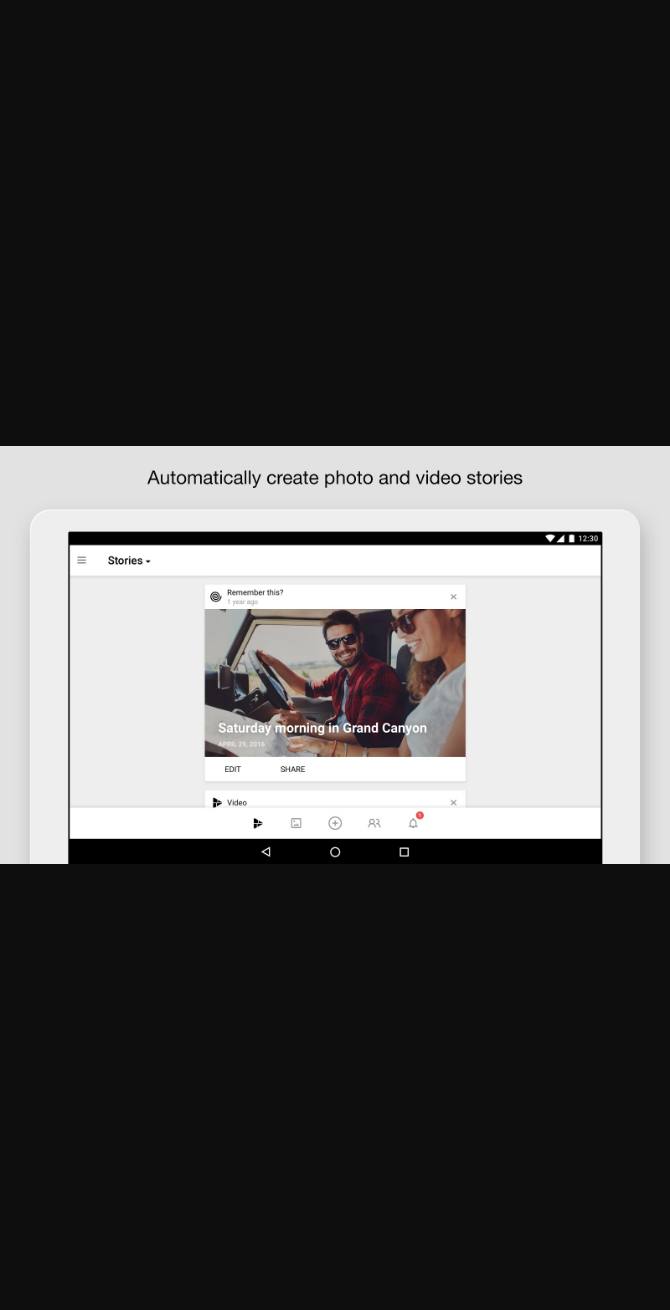 Automatically create photo and video stories
12:30
Stories
Remember this?
1 year ago
Saturday morning in Grand Canyon
APRIL 29, 2016
EDIT SHARE
Video